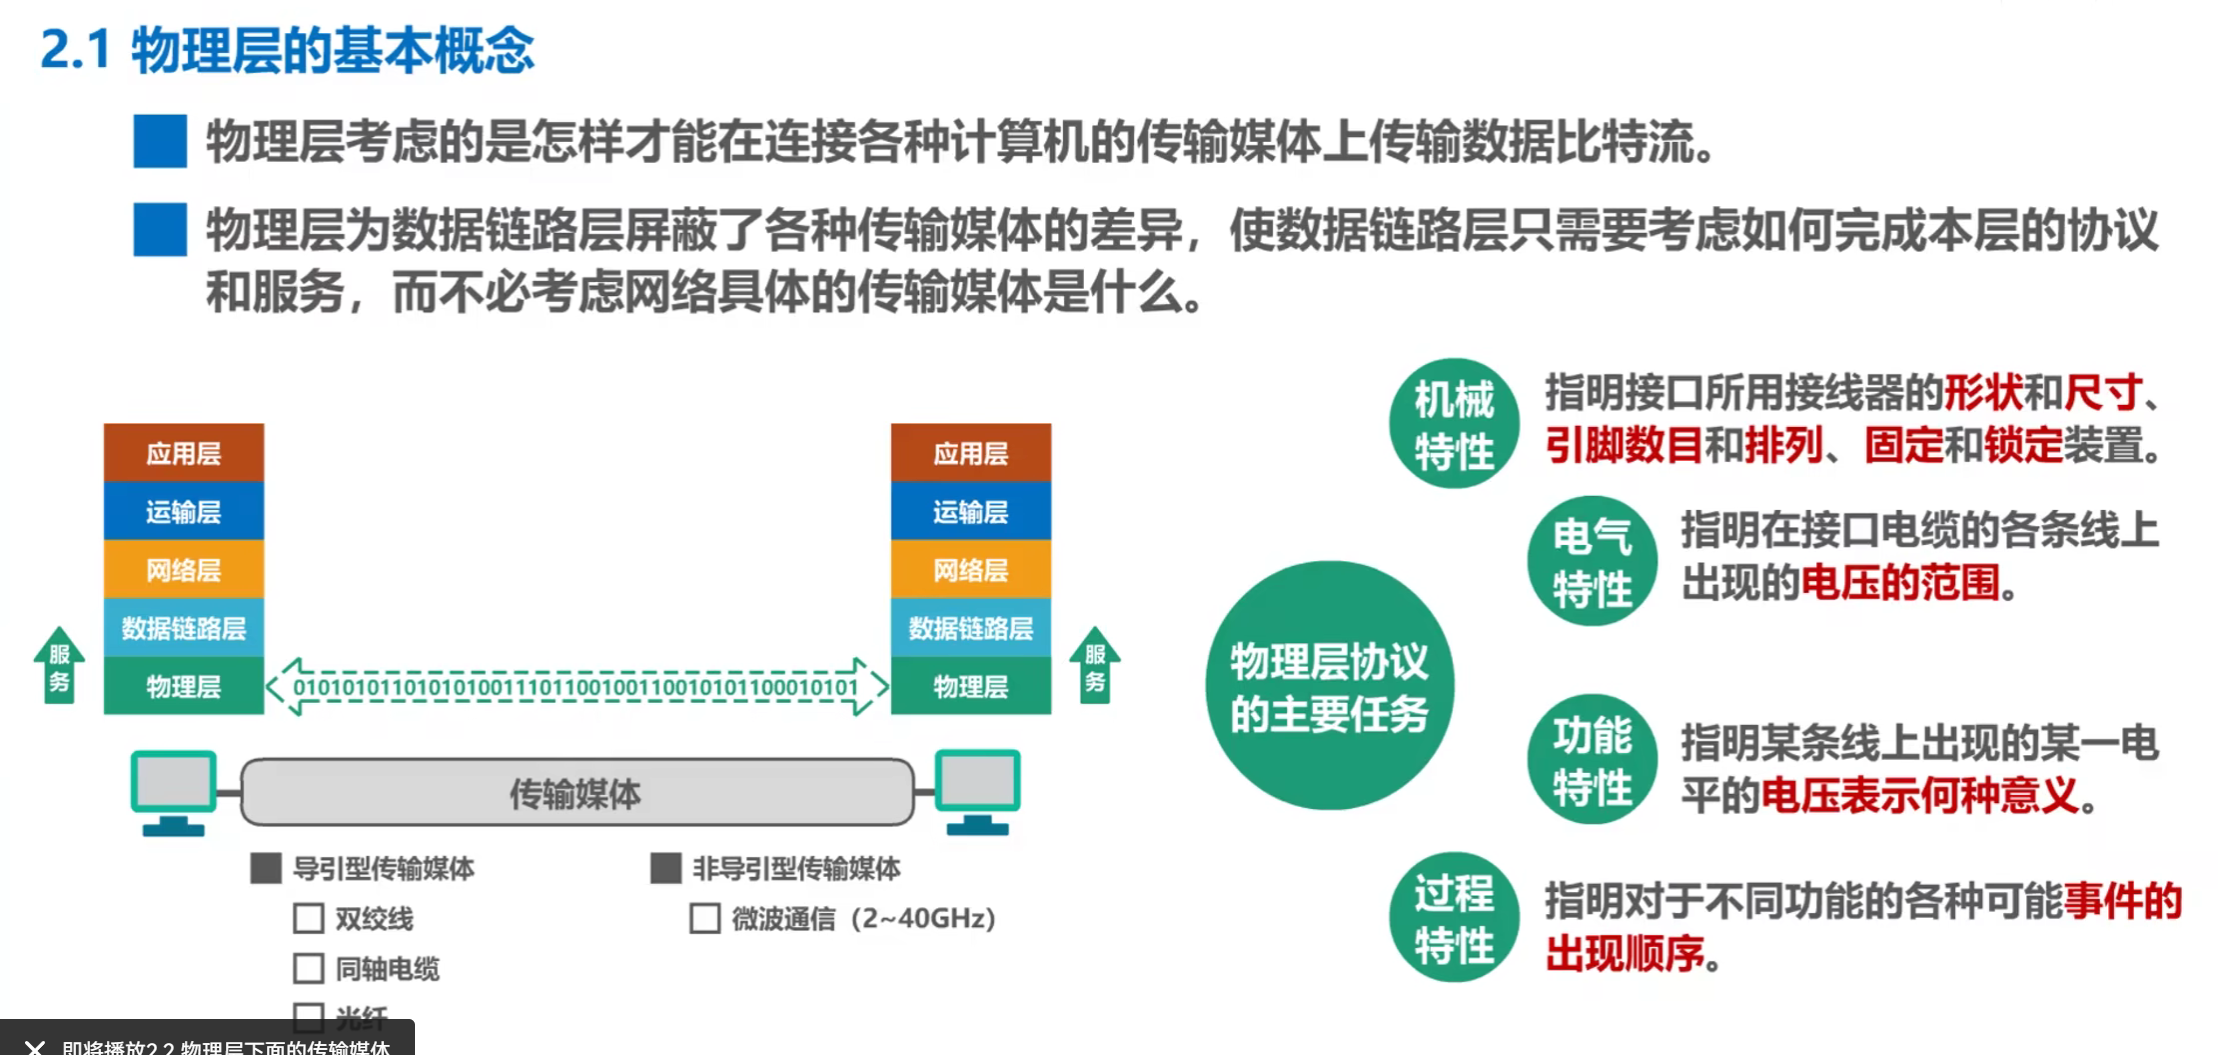 2.1 物理层的基本概念
物理层考虑的是怎样才能在连接各种计算机的传输媒体上传输数据比特流。
物理层为数据链路层屏蔽了各种传输媒体的差异，使数据链路层只需要考虑如何完成本层的协议
和服务，而不必考虑网络具体的传输媒体是什么。
应用层
运输层
网络层
数据链路层
物理层
服务
010101011010101001110110010011001010110001010​1
应用层
运输层
网络层
数据链路层
物理层
服务
传输媒体
导引型传输媒体
双绞线
同轴电缆
光纤
非导引型传输媒体
微波通信（2~40GHz）
物理层协议
的主要任务
机械
特性
指明接口所用接线器的形状和尺寸、
引脚数目和排列、固定和锁定装置。
电气
特性
指明在接口电缆的各条线上
出现的电压的范围。
功能
特性
指明某条线上出现的某一电
平的电压表示何种意义。
过程
特性
指明对于不同功能的各种可能事件的
出现顺序。
即将播放2.2 物理层下面的传输媒体